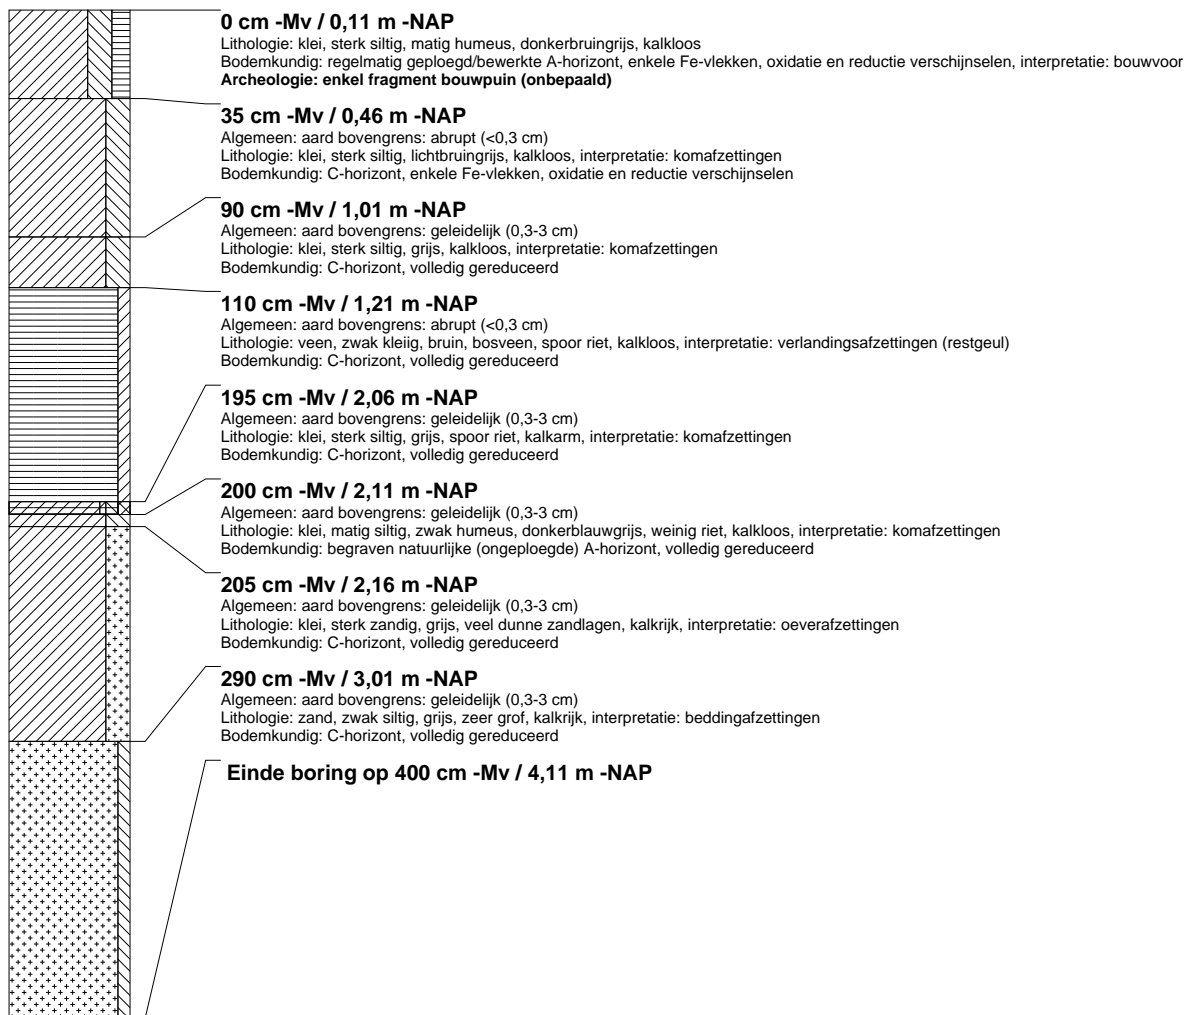 0 cm -Mv / 0,11 m -NAP
Lithologie: klei, sterk siltig, matig humeus, donkerbruingrijs, kalkloos
Bodemkundig: regelmatig geploegd/bewerkte A-horizont, enkele Fe-vlekken, oxidatie en reductie verschijnselen, interpretatie: bouwvoor
Archeologie: enkel fragment bouwpuin (onbepaald)
35 cm -Mv / 0,46 m -NAP
Algemeen: aard bovengrens: abrupt (<0,3 cm)
Lithologie: klei, sterk siltig, lichtbruingrijs, kalkloos, interpretatie: komafzettingen
Bodemkundig: C-horizont, enkele Fe-vlekken, oxidatie en reductie verschijnselen
90 cm -Mv / 1,01 m -NAP
Algemeen: aard bovengrens: geleidelijk (0,3-3 cm)
Lithologie: klei, sterk siltig, grijs, kalkloos, interpretatie: komafzettingen
Bodemkundig: C-horizont, volledig gereduceerd
110 cm -Mv / 1,21 m -NAP
Algemeen: aard bovengrens: abrupt (<0,3 cm)
Lithologie: veen, zwak kleiig, bruin, bosveen, spoor riet, kalkloos, interpretatie: verlandingsafzettingen (restgeul)
Bodemkundig: C-horizont, volledig gereduceerd
195 cm -Mv / 2,06 m -NAP
Algemeen: aard bovengrens: geleidelijk (0,3-3 cm)
Lithologie: klei, sterk siltig, grijs, spoor riet, kalkarm, interpretatie: komafzettingen
Bodemkundig: C-horizont, volledig gereduceerd
200 cm -Mv / 2,11 m -NAP
Algemeen: aard bovengrens: geleidelijk (0,3-3 cm)
Lithologie: klei, matig siltig, zwak humeus, donkerblauwgrijs, weinig riet, kalkloos, interpretatie: komafzettingen
Bodemkundig: begraven natuurlijke (ongeploegde) A-horizont, volledig gereduceerd
205 cm -Mv / 2,16 m -NAP
Algemeen: aard bovengrens: geleidelijk (0,3-3 cm)
Lithologie: klei, sterk zandig, grijs, veel dunne zandlagen, kalkrijk, interpretatie: oeverafzettingen
Bodemkundig: C-horizont, volledig gereduceerd
290 cm -Mv / 3,01 m -NAP
Algemeen: aard bovengrens: geleidelijk (0,3-3 cm)
Lithologie: zand, zwak siltig, grijs, zeer grof, kalkrijk, interpretatie: beddingafzettingen
Bodemkundig: C-horizont, volledig gereduceerd
Einde boring op 400 cm -Mv / 4,11 m -NAP